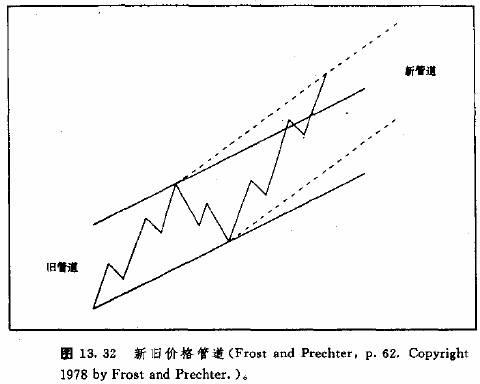 新管道
旧管道
图 13.32 新旧价格管道(Frost and Prechter, p. 62. Copyright
1978 by Frost and Prechter.)。